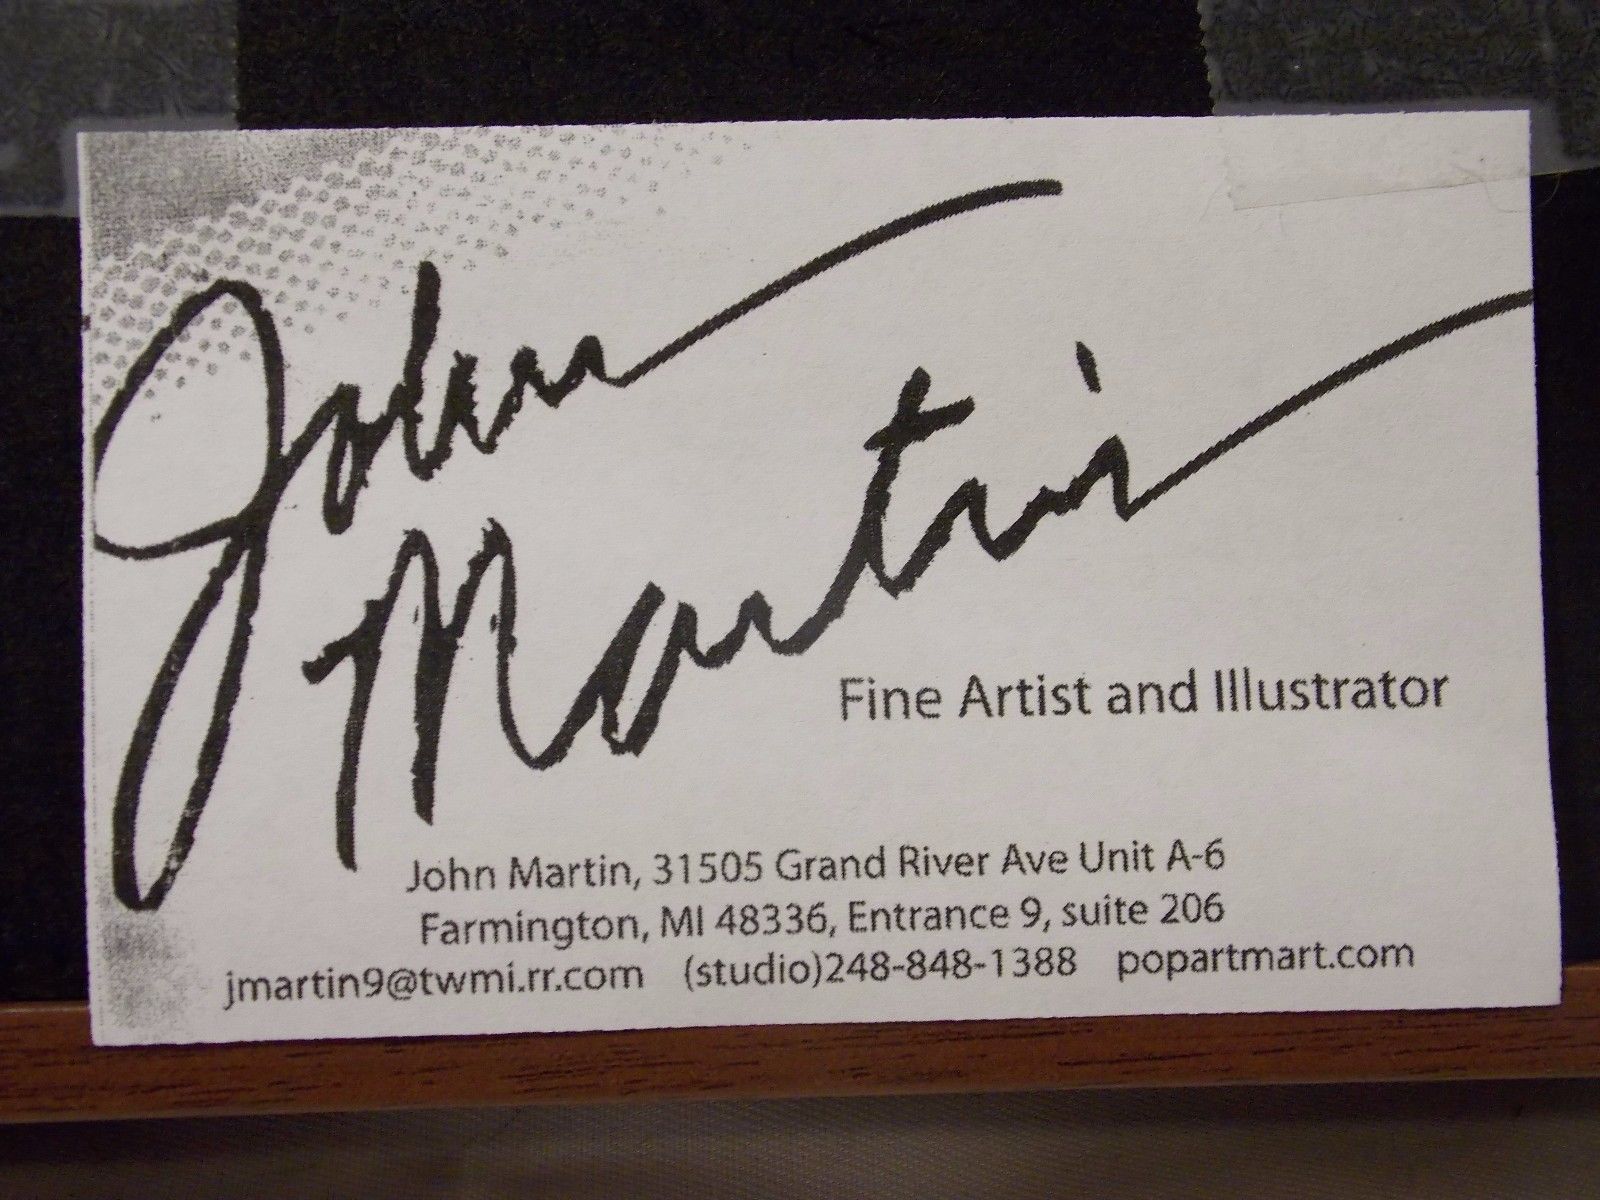 John
Martin
Fine Artist and Illustrator
John Martin, 31505 Grand River Ave Unit A-6
Farmington, MI 48336, Entrance 9, suite 206
jmartin9@twmi.rr.com (studio)248-848-1388 popartmart.com